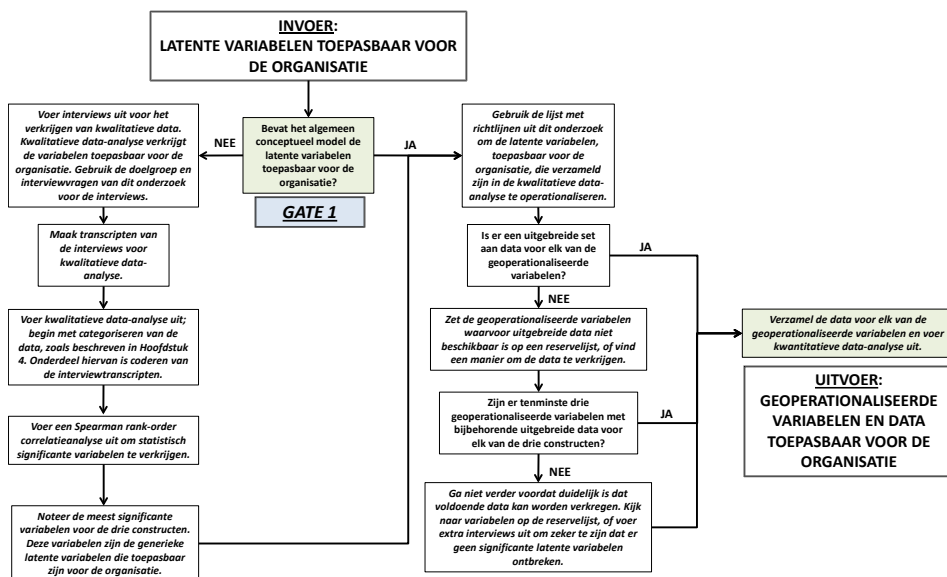 INVOER:
LATENTE VARIABELEN TOEPASBAAR VOOR
DE ORGANISATIE
Voer interviews uit voor het
verkrijgen van kwalitatieve data.
Kwalitatieve data-analyse verkrijgt
de variabelen toepasbaar voor de
organisatie. Gebruik de doelgroep en
interviewvragen van dit onderzoek
voor de interviews.
NEE
Bevat het algemeen
conceptueel model de
latente variabelen
toepasbaar voor de
organisatie?
JA
GATE 1
Gebruik de lijst met
richtlijnen uit dit onderzoek
om de latente variabelen,
toepasbaar voor de
organisatie, die verzameld
zijn in de kwalitatieve data-
analyse te operationaliseren.
Maak transcripten van
de interviews voor
kwalitatieve data-
analyse.
Is er een uitgebreide set
aan data voor elk van de
geoperationaliseerde
variabelen?
JA
NEE
Voer kwalitatieve data-analyse uit;
begin met categoriseren van de
data, zoals beschreven in Hoofdstuk
4. Onderdeel hiervan is coderen van
de interviewtranscripten.
Zet de geoperationaliseerde variabelen
waarvoor uitgebreide data niet
beschikbaar is op een reservelijst, of vind
een manier om de data te verkrijgen.
Verzamel de data voor elk van de
geoperationaliseerde variabelen en voer
kwantitatieve data-analyse uit.
UITVOER:
GEOPERATIONALISEERDE
VARIABELEN EN DATA
TOEPASBAAR VOOR DE
ORGANISATIE
Voer een Spearman rank-order
correlatieanalyse uit om statistisch
significante variabelen te verkrijgen.
Zijn er tenminste drie
geoperationaliseerde variabelen met
bijbehorende uitgebreide data voor
elk van de drie constructen?
JA
NEE
Noteer de meest significante
variabelen voor de drie constructen.
Deze variabelen zijn de generieke
latente variabelen die toepasbaar
zijn voor de organisatie.
Ga niet verder voordat duidelijk is dat
voldoende data kan worden verkregen. Kijk
naar variabelen op de reservelijst, of voer
extra interviews uit om zeker te zijn dat er
geen significante latente variabelen
ontbreken.